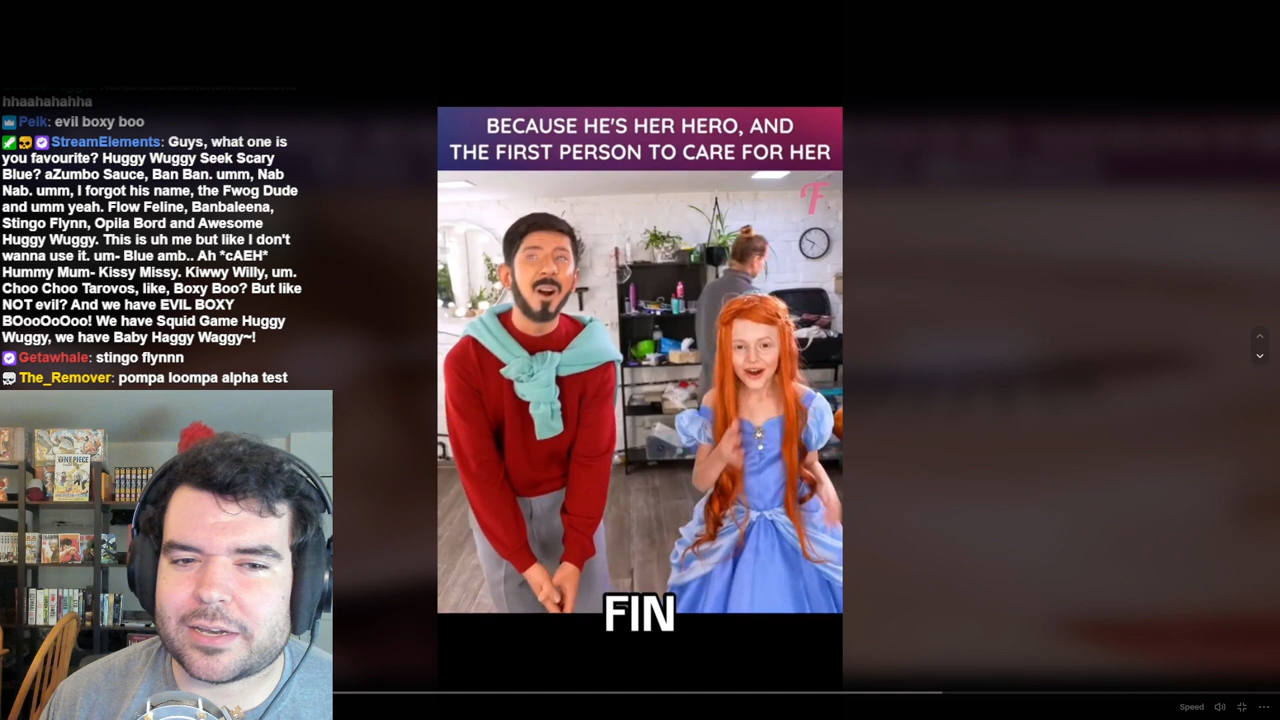 hhaahahahha
Pelk: evil boxy boo
StreamElements: Guys, what one is
you favourite? Huggy Wuggy Seek Scary
Blue? aZumbo Sauce, Ban Ban. umm, Nab
Nab. umm, I forgot his name, the Fwog Dude
and umm yeah. Flow Feline, Banbaleena,
Stingo Flynn, Opila Bord and Awesome
Huggy Wuggy. This is uh me but like I don't
wanna use it. um- Blue amb.. Ah *cAEH*
Hummy Mum- Kissy Missy. Kiwwy Willy, um.
Choo Choo Tarovos, like, Boxy Boo? But like
NOT evil? And we have EVIL BOXY
BOooOoOoo! We have Squid Game Huggy
Wuggy, we have Baby Haggy Waggy~!
Getawhale: stingo flynnn
The_Remover: pompa loompa alpha test
BECAUSE HE'S HER HERO, AND
THE FIRST PERSON TO CARE FOR HER
F
FIN
ONE PIECE
Speed